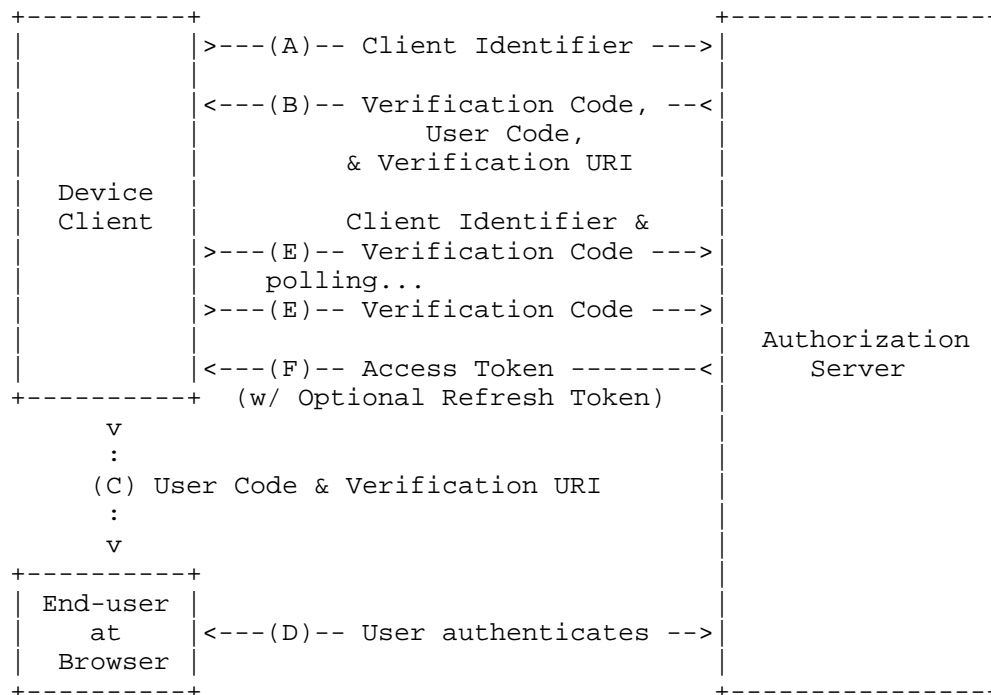 >---(A)-- Client Identifier --->
<---(B)-- Verification Code, --<
User Code,
& Verification URI
Device
Client Client Identifier &
>---(E)-- Verification Code --->
polling...
>---(E)-- Verification Code --->
Authorization
<---(F)-- Access Token --------< Server
(w/ Optional Refresh Token)
v
:
(C) User Code & Verification URI
:
v
End-user
at <---(D)-- User authenticates -->
Browser